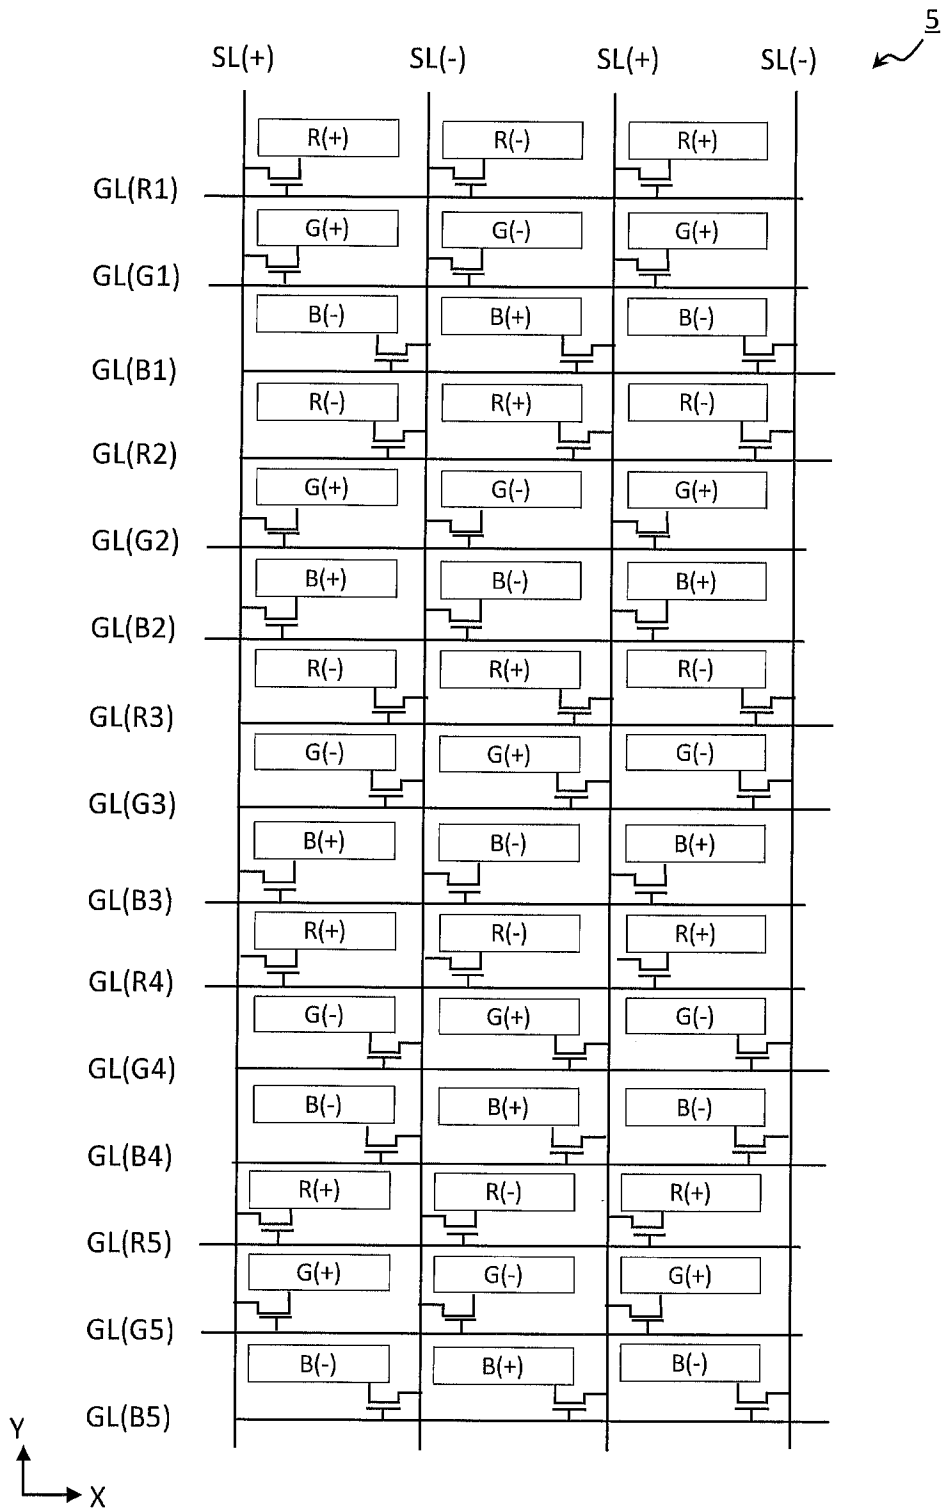 5
SL(+) SL(-) SL(+) SL(-)
R(+) R(-) R(+)
GL(R1)
G(+) G(-) G(+)
GL(G1)
B(-) B(+) B(-)
GL(B1)
R(-) R(+) R(-)
GL(R2)
G(+) G(-) G(+)
GL(G2)
B(+) B(-) B(+)
GL(B2)
R(-) R(+) R(-)
GL(R3)
G(-) G(+) G(-)
GL(G3)
B(+) B(-) B(+)
GL(B3)
R(+) R(-) R(+)
GL(R4)
G(-) G(+) G(-)
GL(G4)
B(-) B(+) B(-)
GL(B4)
R(+) R(-) R(+)
GL(R5)
G(+) G(-) G(+)
GL(G5)
B(-) B(+) B(-)
GL(B5)
Y
X